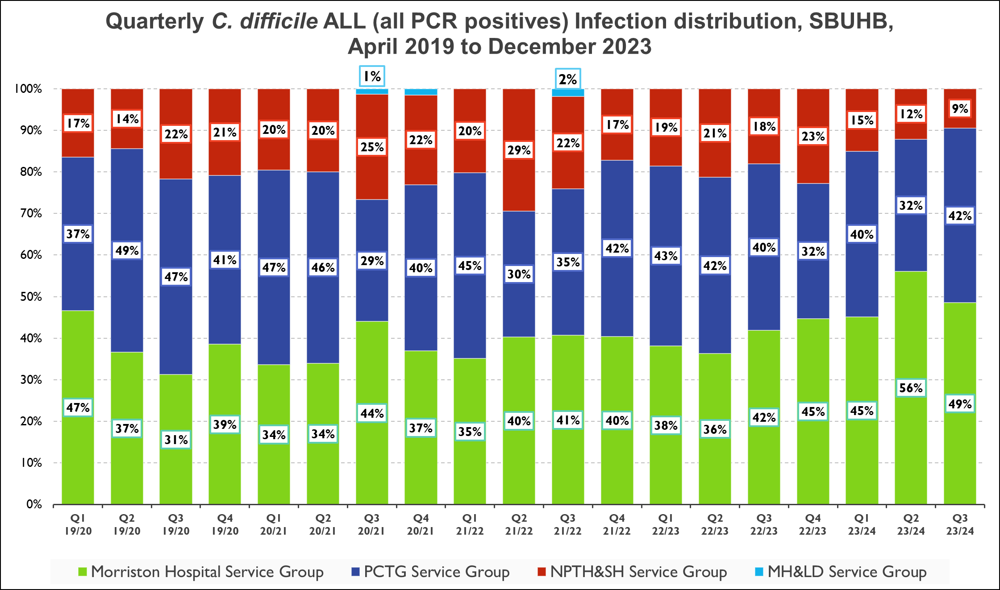 Quarterly C. difficile ALL (all PCR positives) Infection distribution, SBUHB,
April 2019 to December 2023
1% 2%
100%
90%
80%
70%
60%
50%
40%
30%
20%
10%
0%
17% 14% 22% 21% 20% 20% 25% 22% 20% 29% 22% 17% 19% 21% 18% 23% 15% 12% 9%
37% 49% 47% 41% 47% 46% 29% 40% 45% 30% 35% 42% 43% 42% 40% 32% 40% 32% 42%
47% 37% 31% 39% 34% 34% 44% 37% 35% 40% 41% 40% 38% 36% 42% 45% 45% 56% 49%
Q1 Q2 Q3 Q4 Q1 Q2 Q3 Q4 Q1 Q2 Q3 Q4 Q1 Q2 Q3 Q4 Q1 Q2 Q3
19/20 19/20 19/20 19/20 20/21 20/21 20/21 20/21 21/22 21/22 21/22 21/22 22/23 22/23 22/23 22/23 23/24 23/24 23/24
Morriston Hospital Service Group PCTG Service Group NPTH&SH Service Group MH&LD Service Group